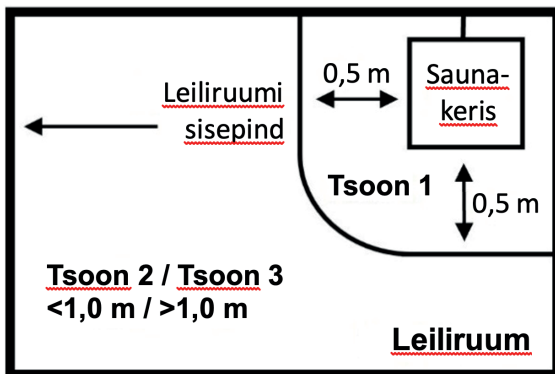 0,5 m
Sauna-
keris
Leiliruumi
sisepind
Tsoon 1
0,5 m
Tsoon 2 / Tsoon 3
<1,0 m / >1,0 m
Leiliruum